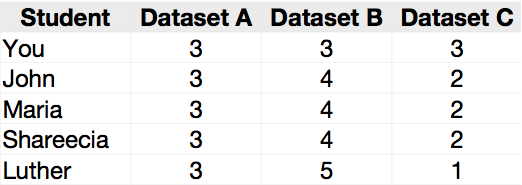 Student Dataset A Dataset B Dataset C
You 3 3 3
John 3 4 2
Maria 3 4 2
Shareecia 3 4 2
Luther 3 5 1